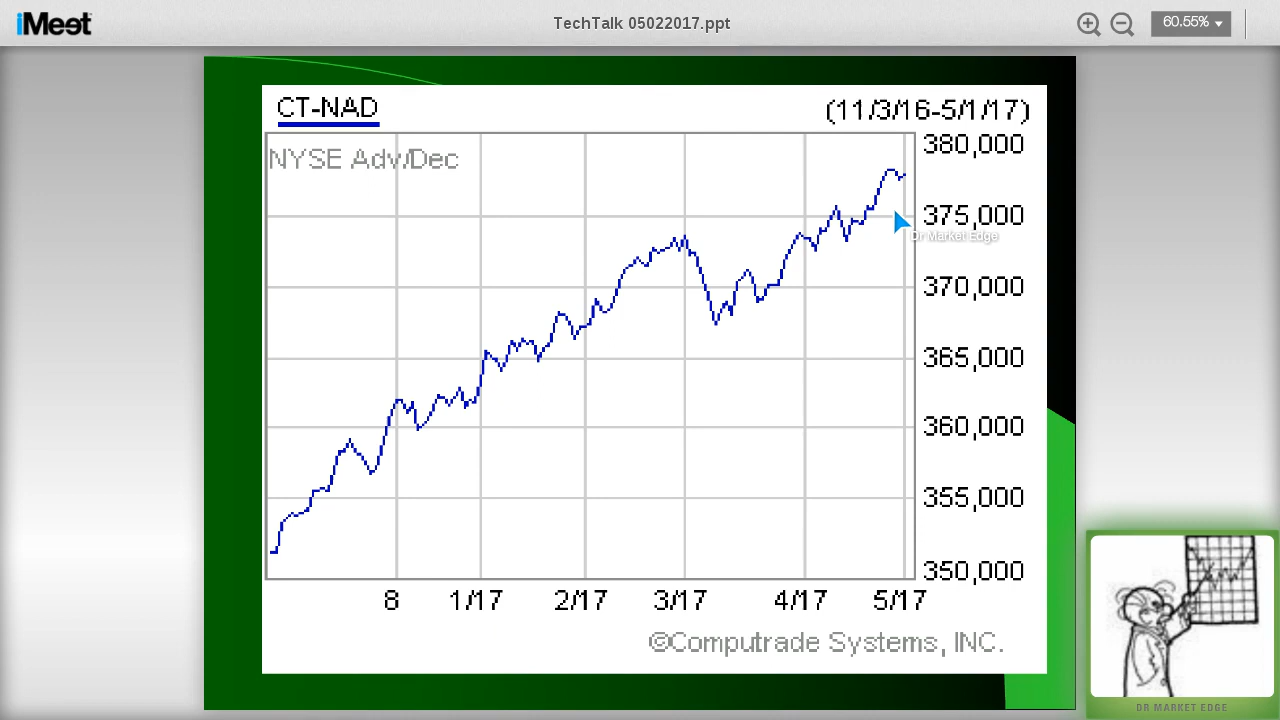 iMeet
TechTalk 05022017.ppt
60.55%
CT-NAD
(11/3/16-5/1/17)
NYSE Adv/Dec
380,000
375,000
Dr Market Edge
370,000
365,000
360,000
355,000
350,000
8 1/17 2/17 3/17 4/17 5/17
©Computrade Systems, INC.
DR MARKET EDGE